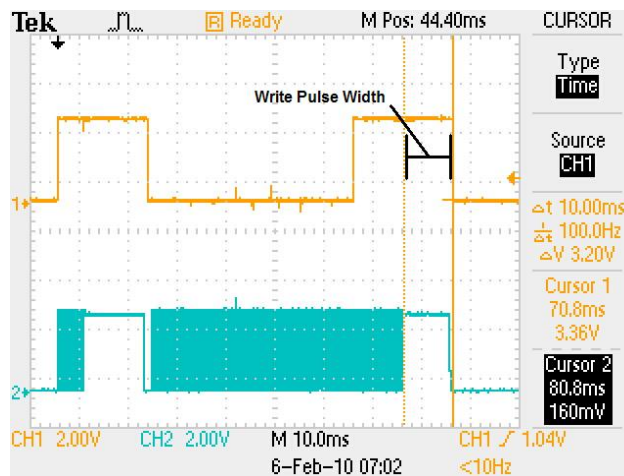 Tek
R Ready
M Pos: 44.40ms
CURSOR
Type
Time
Source
CH1
Δt 10.00ms
1/Δt 100.0Hz
ΔV 3.20V
Cursor 1
70.8ms
3.36V
Cursor 2
80.8ms
160mV
Write Pulse Width
1
2
CH1 2.00V
CH2 2.00V
M 10.0ms
CH1 / 1.04V
6-Feb-10 07:02
<10Hz